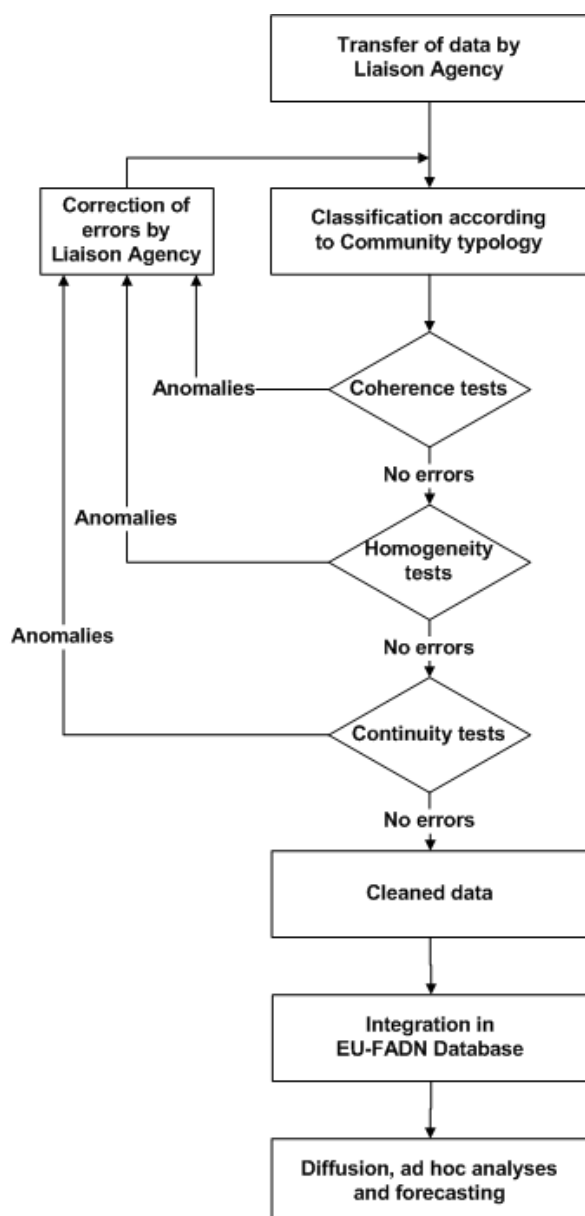 Transfer of data by
Liaison Agency
Correction of
errors by
Liaison Agency
Classification according
to Community typology
Anomalies
Coherence tests
No errors
Anomalies
Homogeneity
tests
Anomalies
No errors
Continuity tests
No errors
Cleaned data
Integration in
EU-FADN Database
Diffusion, ad hoc analyses
and forecasting